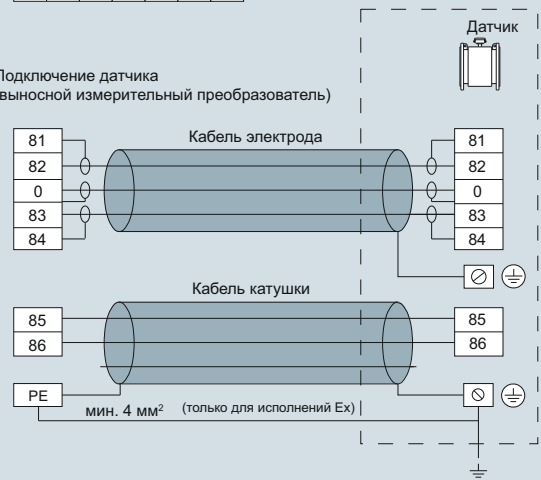 Датчик
Подключение датчика
выносной измерительный преобразователь)
Кабель электрода
81
82
0
83
84
81
82
0
83
84
Кабель катушки
85
86
PE
85
86
мин. 4 мм² (только для исполнений Ex)